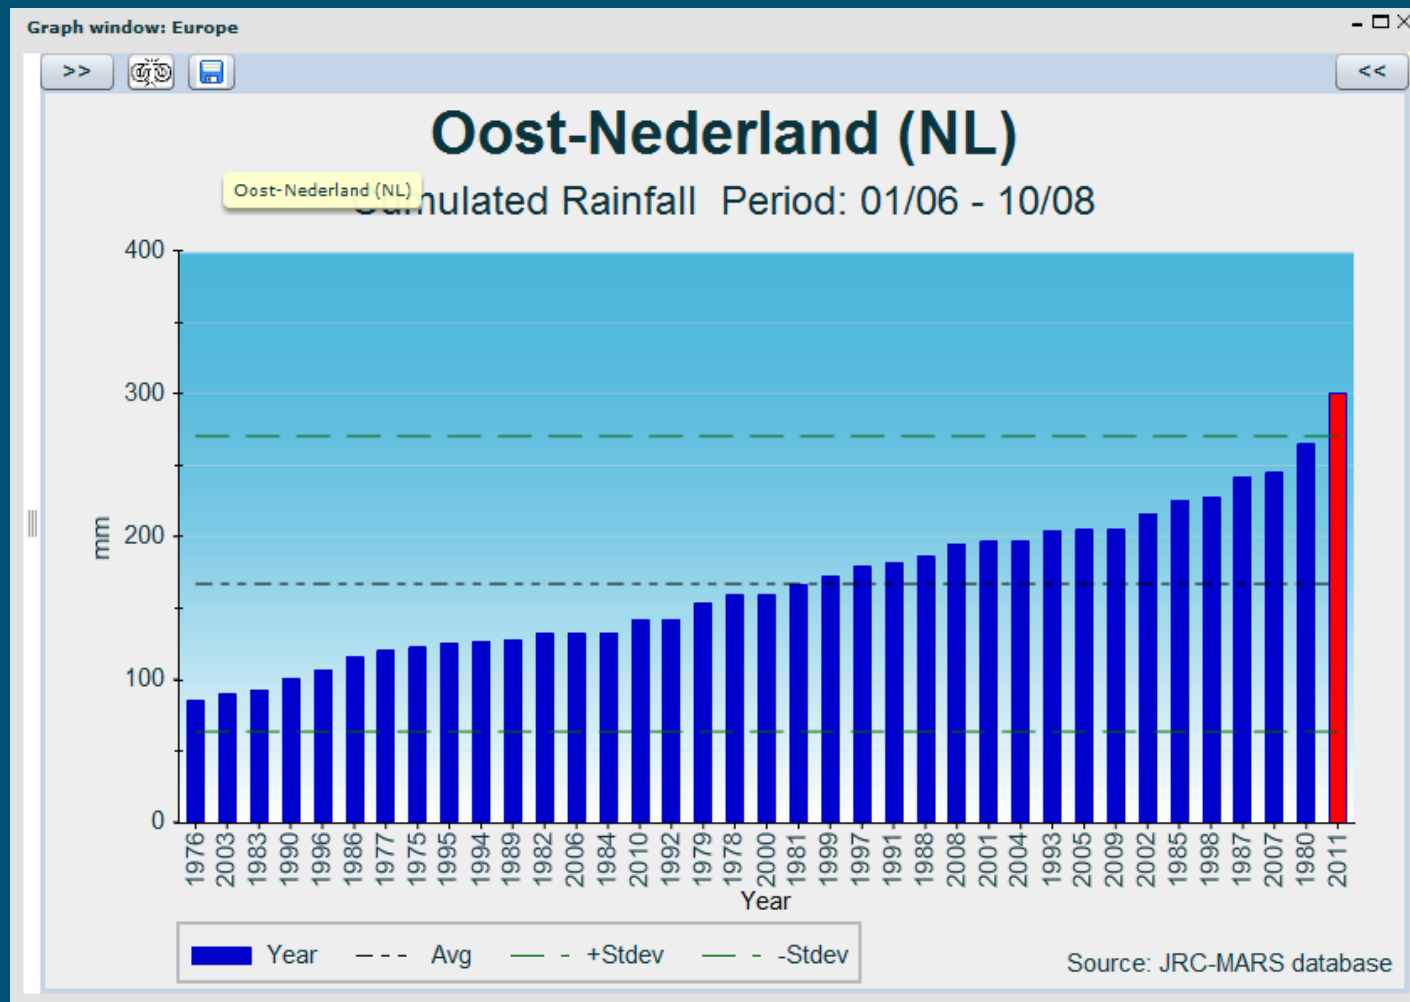 Graph window: Europe
>>
<<
Oost-Nederland (NL)
Oost-Nederland (NL)
Cumulated Rainfall Period: 01/06 - 10/08
400
300
200
100
0
mm
1976 2003 1983 1990 1996 1986 1977 1975 1995 1994 1989 1982 2006 1984 2010 1992 1979 1978 2000 1981 1999 1997 1991 1988 2008 2001 2004 1993 2005 2009 2002 1985 1998 1987 2007 1980 2011
Year
Year Avg +Stdev -Stdev
Source: JRC-MARS database